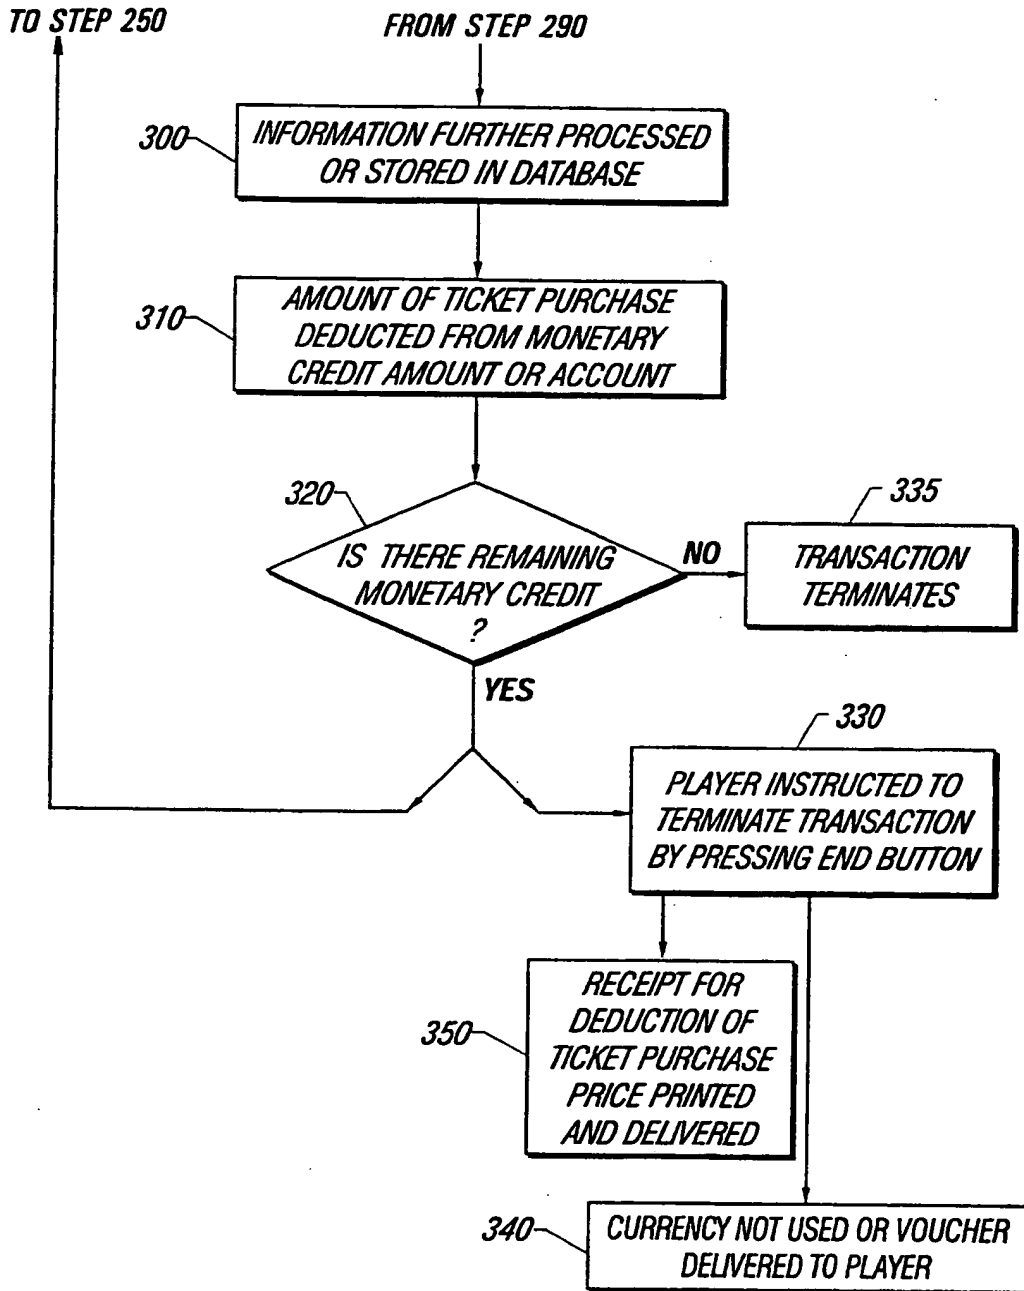 TO STEP 250
FROM STEP 290
300
INFORMATION FURTHER PROCESSED
OR STORED IN DATABASE
310
AMOUNT OF TICKET PURCHASE
DEDUCTED FROM MONETARY
CREDIT AMOUNT OR ACCOUNT
320
IS THERE REMAINING
MONETARY CREDIT
?
NO
335
TRANSACTION
TERMINATES
YES
330
PLAYER INSTRUCTED TO
TERMINATE TRANSACTION
BY PRESSING END BUTTON
350
RECEIPT FOR
DEDUCTION OF
TICKET PURCHASE
PRICE PRINTED
AND DELIVERED
340
CURRENCY NOT USED OR VOUCHER
DELIVERED TO PLAYER